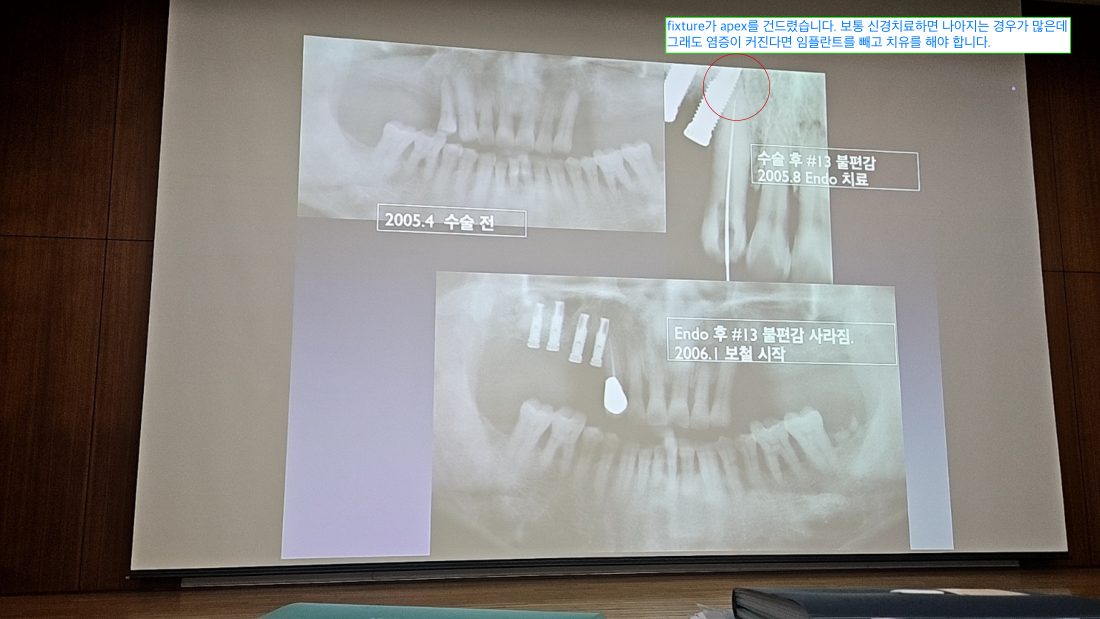 fixture가 apex를 건드렸습니다. 보통 신경치료하면 나아지는 경우가 많은데
그래도 염증이 커진다면 임플란트를 빼고 치유를 해야 합니다.
수술 후 #13 불편감
2005.8 Endo 치료
2005.4 수술 전
Endo 후 #13 불편감 사라짐.
2006.1 보철 시작